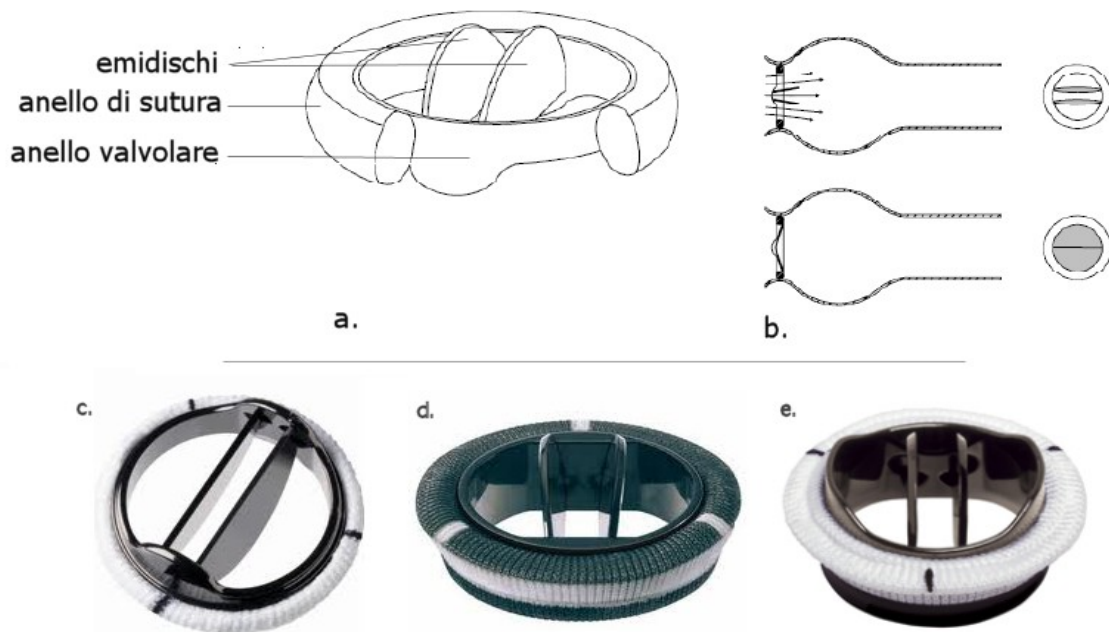 emidischi
anello di sutura
anello valvolare
a.
b.
c.
d.
e.